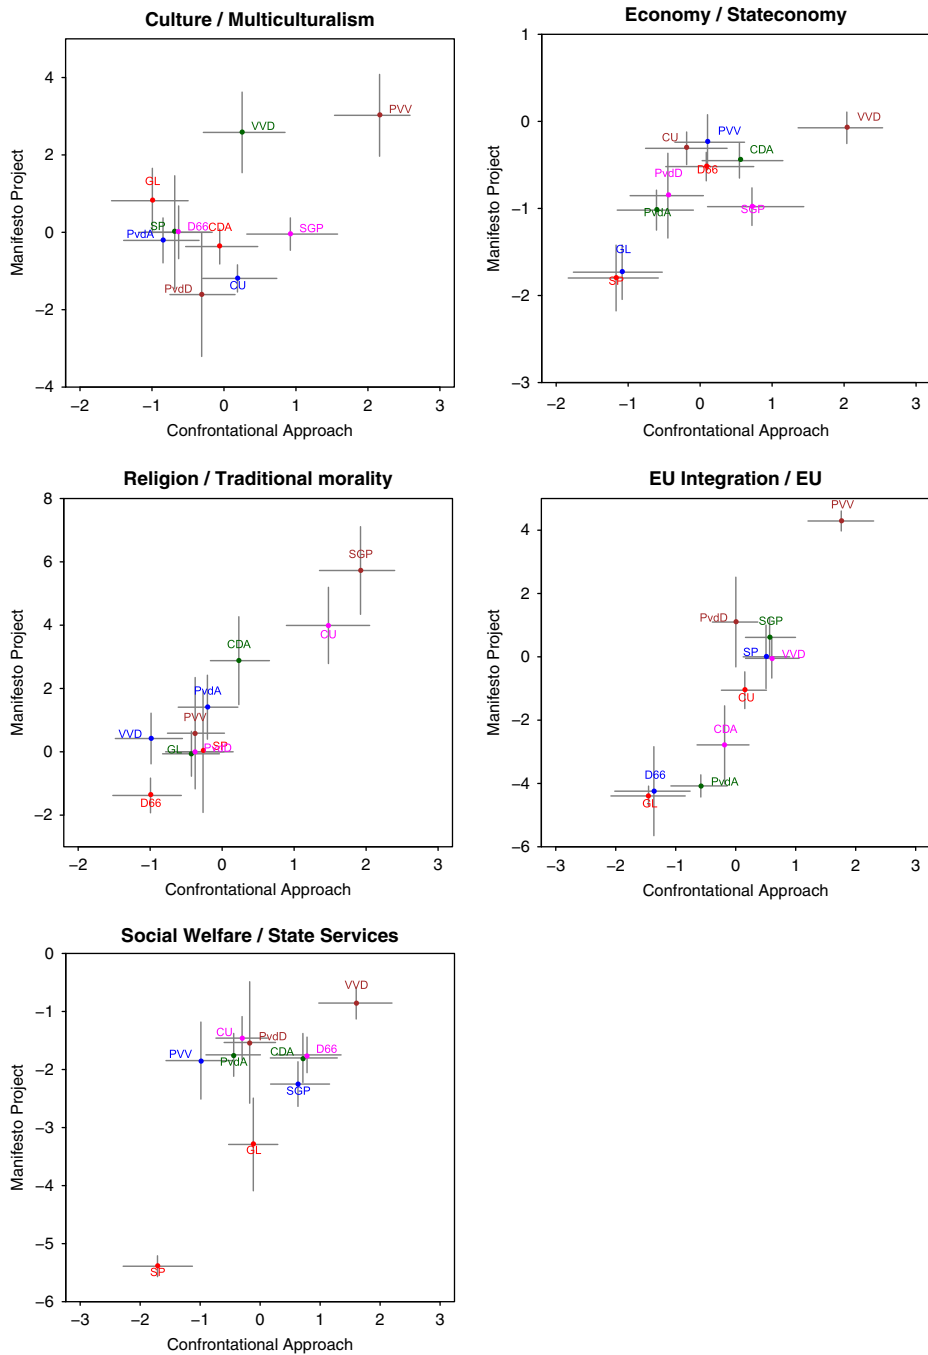 Culture / Multiculturalism
Manifesto Project
4
2
0
−2
−4
PVV
VVD
GL
SP
D66
CDA
SGP
PvdA
CU
PvdD
−2 −1 0 1 2 3
Confrontational Approach
Economy / Stateconomy
Manifesto Project
1
0
−1
−2
−3
VVD
PVV
CU
CDA
D66
PvdD
SGP
PvdA
GL
SP
−2 −1 0 1 2 3
Confrontational Approach
Religion / Traditional morality
Manifesto Project
8
6
4
2
0
−2
SGP
CU
CDA
PvdA
PVV
VVD
GL
PvdD
SP
D66
−2 −1 0 1 2 3
Confrontational Approach
EU Integration / EU
Manifesto Project
4
2
0
−2
−4
−6
PVV
PvdD
SGP
SP
VVD
CU
CDA
D66
PvdA
GL
−3 −2 −1 0 1 2 3
Confrontational Approach
Social Welfare / State Services
Manifesto Project
0
−1
−2
−3
−4
−5
−6
VVD
CU
PvdD
PVV
PvdA
CDA
D66
SGP
GL
SP
−3 −2 −1 0 1 2 3
Confrontational Approach